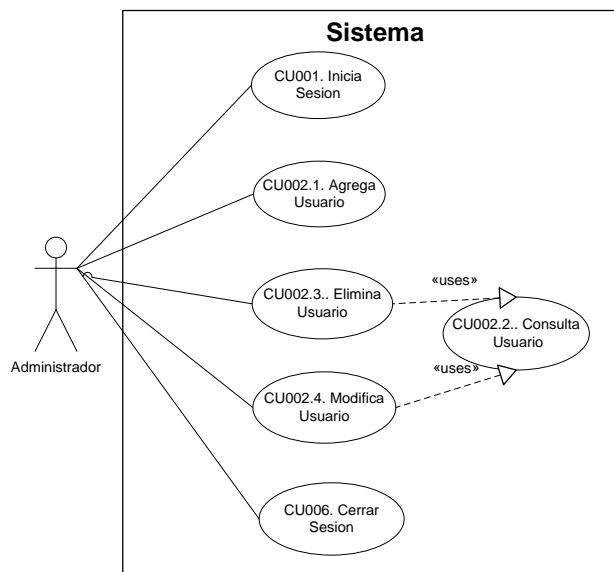 Sistema
CU001. Inicia
Sesion
CU002.1. Agrega
Usuario
CU002.3.. Elimina
Usuario
«uses»
CU002.2.. Consulta
Usuario
«uses»
Administrador
CU002.4. Modifica
Usuario
CU006. Cerrar
Sesion